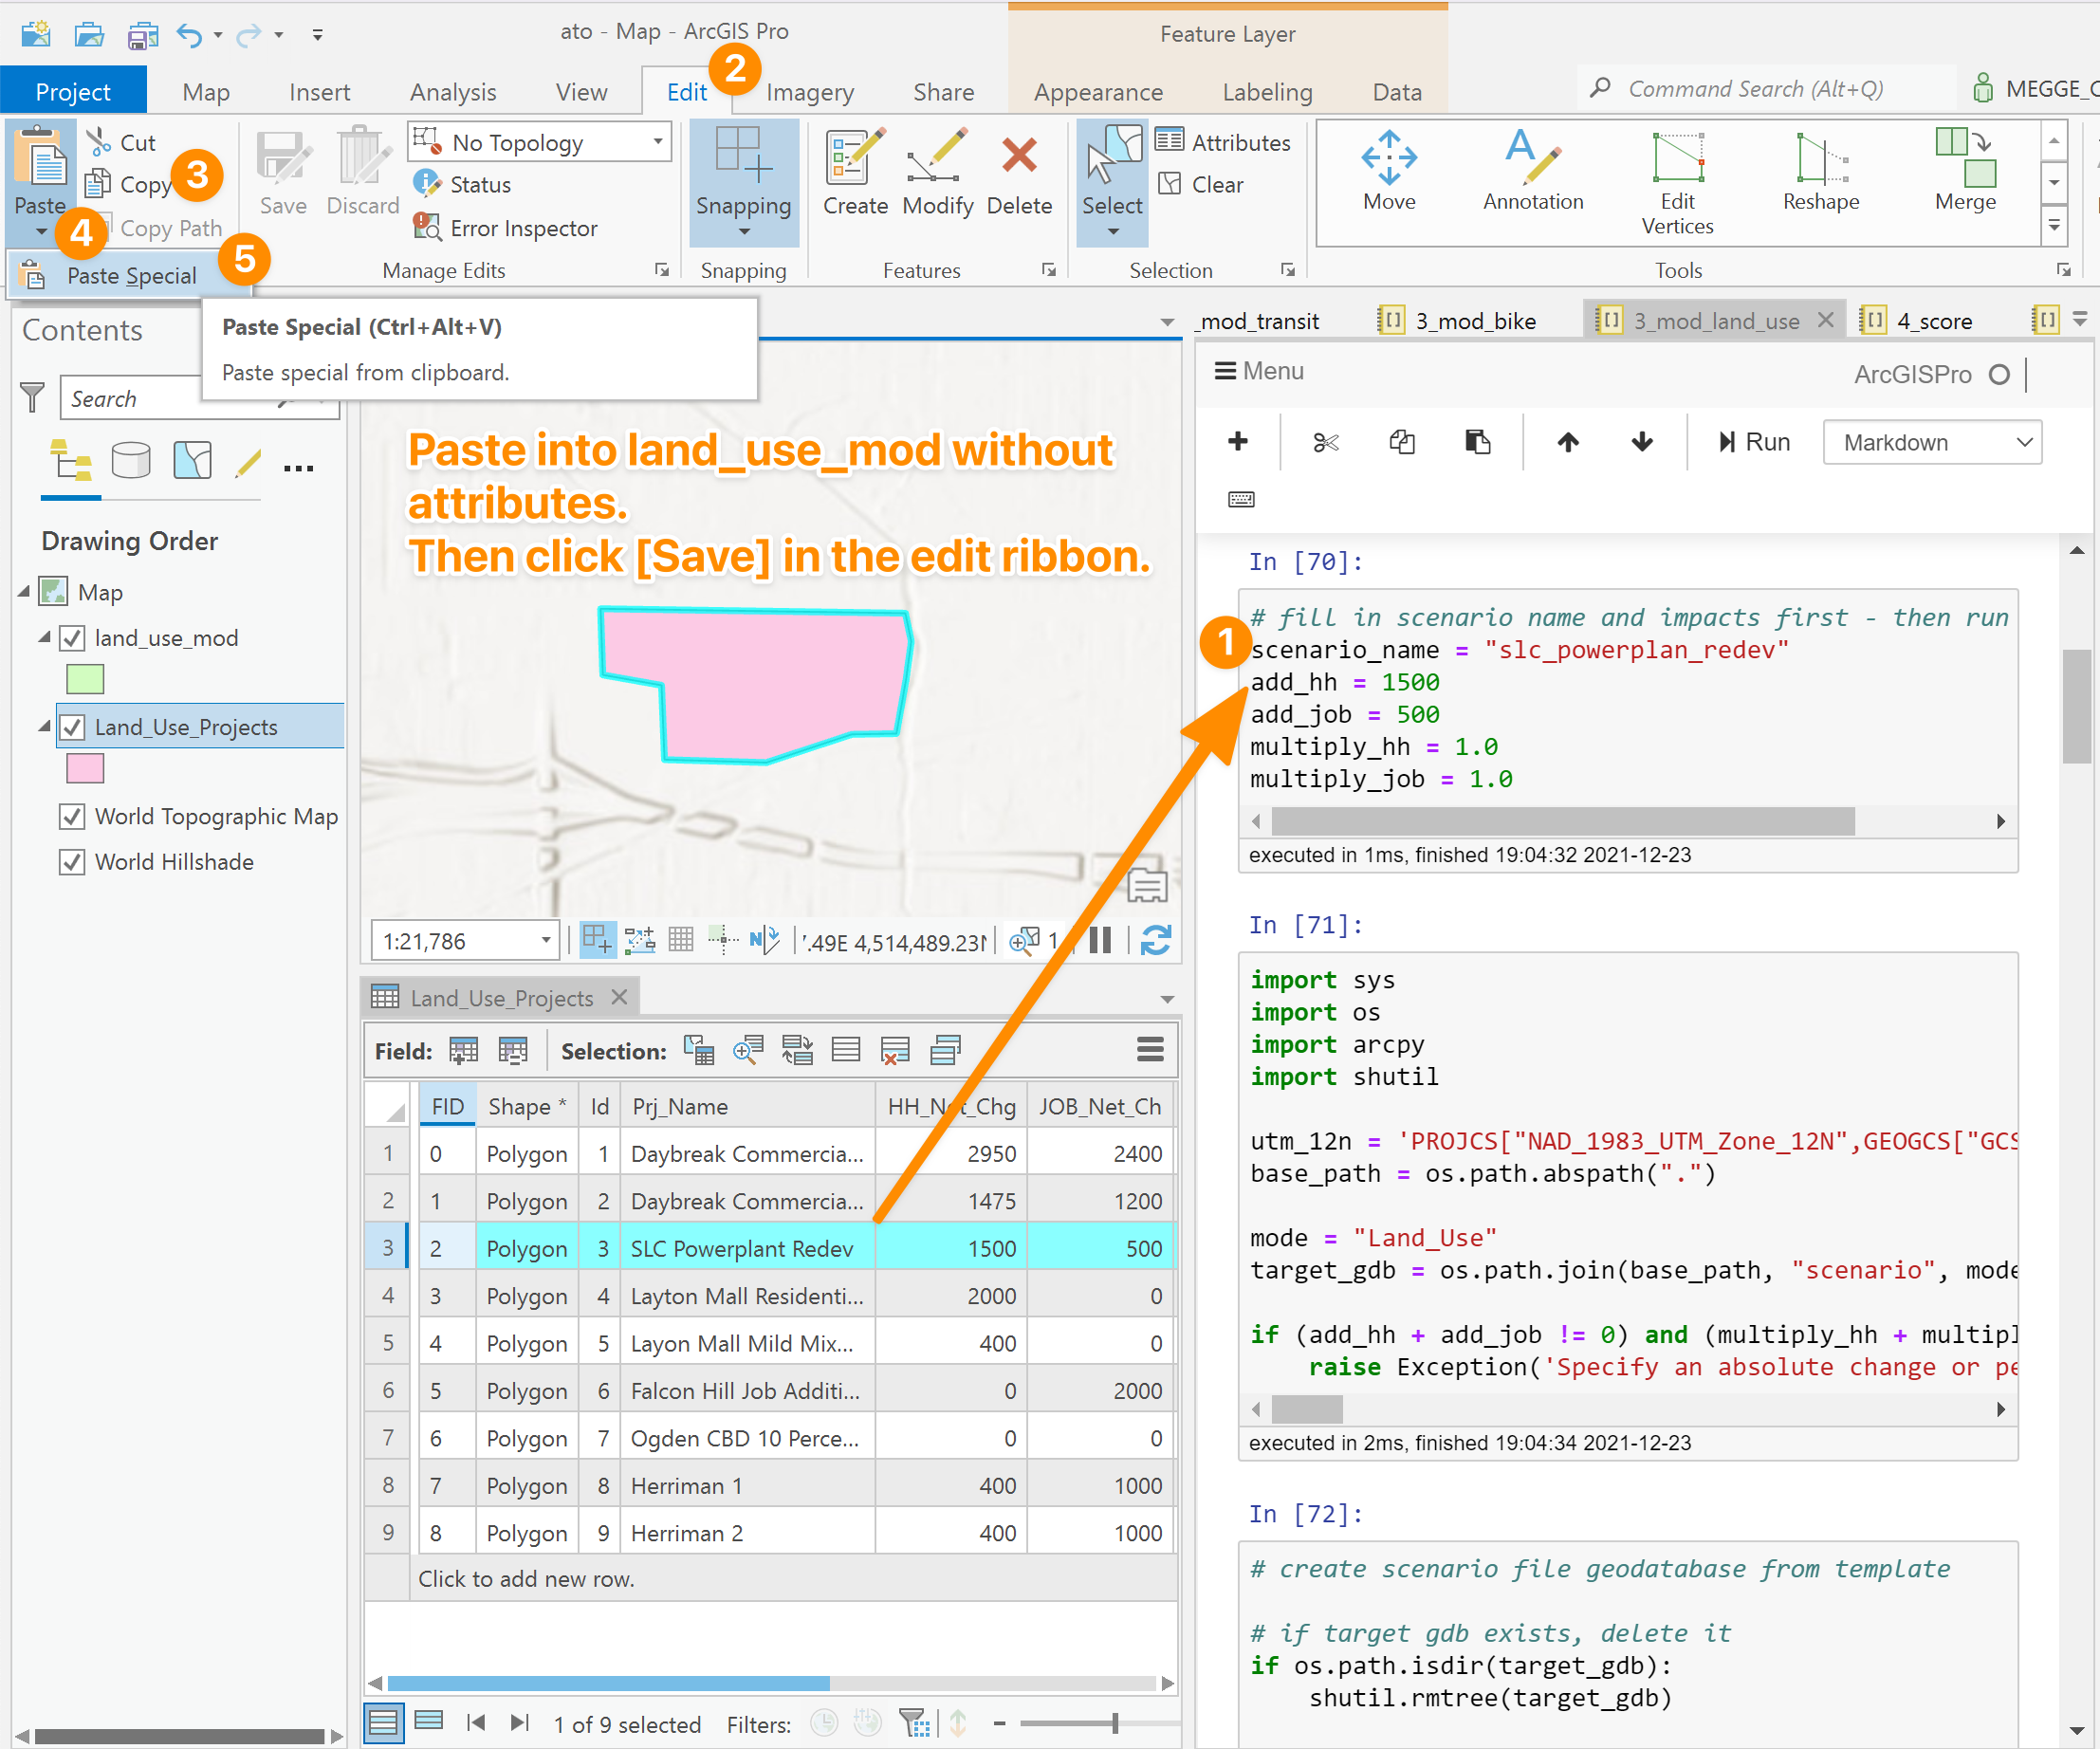 ato - Map - ArcGIS Pro
Feature Layer
Project
Map
Insert
Analysis
View
Edit
2
Imagery
Share
Appearance
Labeling
Data
Command Search (Alt+Q)
MEGGE_C
Paste
Cut
Copy
3
Copy Path
4
Paste Special
5
Save
Discard
No Topology
Status
Error Inspector
Manage Edits
Snapping
Snapping
Create
Modify
Delete
Features
Select
Attributes
Clear
Selection
Move
Annotation
Edit
Vertices
Reshape
Merge
Tools
Paste Special (Ctrl+Alt+V)
Paste special from clipboard.
Contents
Search
Drawing Order
Map
land_use_mod
Land_Use_Projects
World Topographic Map
World Hillshade
Paste into land_use_mod without
attributes.
Then click [Save] in the edit ribbon.
1:21,786
7.49E 4,514,489.23N
1
Land_Use_Projects
Field:
Selection:
FID Shape * Id Prj_Name HH_Net_Chg JOB_Net_Ch
1 0 Polygon 1 Daybreak Commercia... 2950 2400
2 1 Polygon 2 Daybreak Commercia... 1475 1200
3 2 Polygon 3 SLC Powerplant Redev 1500 500
4 3 Polygon 4 Layton Mall Residenti... 2000 0
5 4 Polygon 5 Layon Mall Mild Mix... 400 0
6 5 Polygon 6 Falcon Hill Job Additi... 0 2000
7 6 Polygon 7 Ogden CBD 10 Perce... 0 0
8 7 Polygon 8 Herriman 1 400 1000
9 8 Polygon 9 Herriman 2 400 1000
Click to add new row.
1 of 9 selected
Filters:
_mod_transit
3_mod_bike
3_mod_land_use
4_score
Menu
ArcGISPro
Run
Markdown
In [70]:
# fill in scenario name and impacts first - then run
1
scenario_name = "slc_powerplan_redev"
add_hh = 1500
add_job = 500
multiply_hh = 1.0
multiply_job = 1.0
executed in 1ms, finished 19:04:32 2021-12-23
In [71]:
import sys
import os
import arcpy
import shutil
utm_12n = 'PROJCS["NAD_1983_UTM_Zone_12N",GEOGCS["GCS
base_path = os.path.abspath(".")
mode = "Land_Use"
target_gdb = os.path.join(base_path, "scenario", mode
if (add_hh + add_job != 0) and (multiply_hh + multipl
raise Exception('Specify an absolute change or pe
executed in 2ms, finished 19:04:34 2021-12-23
In [72]:
# create scenario file geodatabase from template
# if target gdb exists, delete it
if os.path.isdir(target_gdb):
shutil.rmtree(target_gdb)